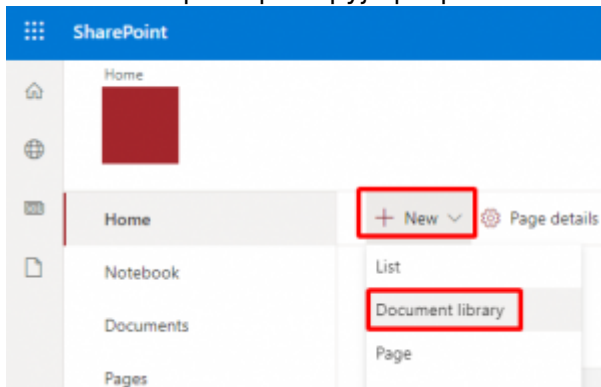 SharePoint
Home
Home
+ New
Page details
Notebook
List
Documents
Document library
Pages
Page